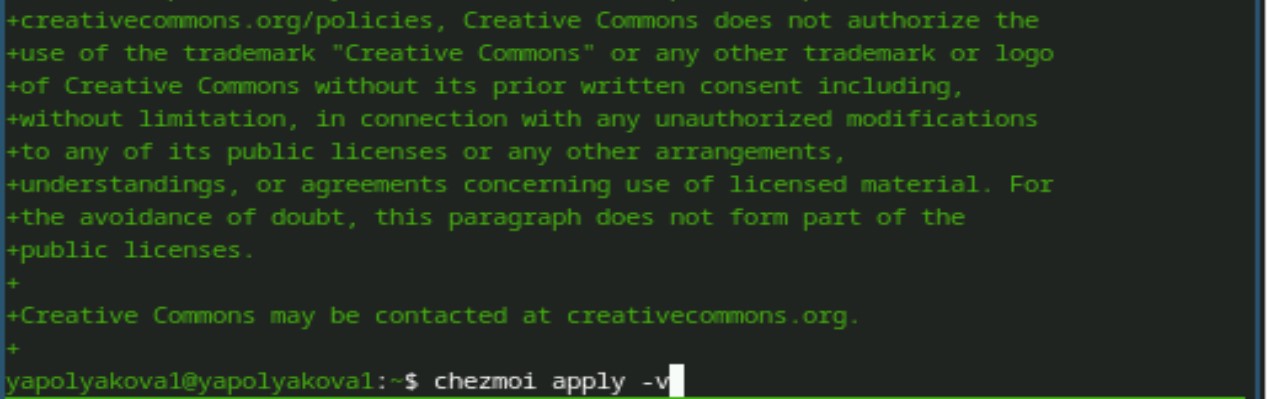 +creativecommons.org/policies, Creative Commons does not authorize the
+use of the trademark "Creative Commons" or any other trademark or logo
+of Creative Commons without its prior written consent including,
+without limitation, in connection with any unauthorized modifications
+to any of its public licenses or any other arrangements,
+understandings, or agreements concerning use of licensed material. For
+the avoidance of doubt, this paragraph does not form part of the
+public licenses.
+
+Creative Commons may be contacted at creativecommons.org.
+
yapolyakova1@yapolyakova1:~$ chezmoi apply -v